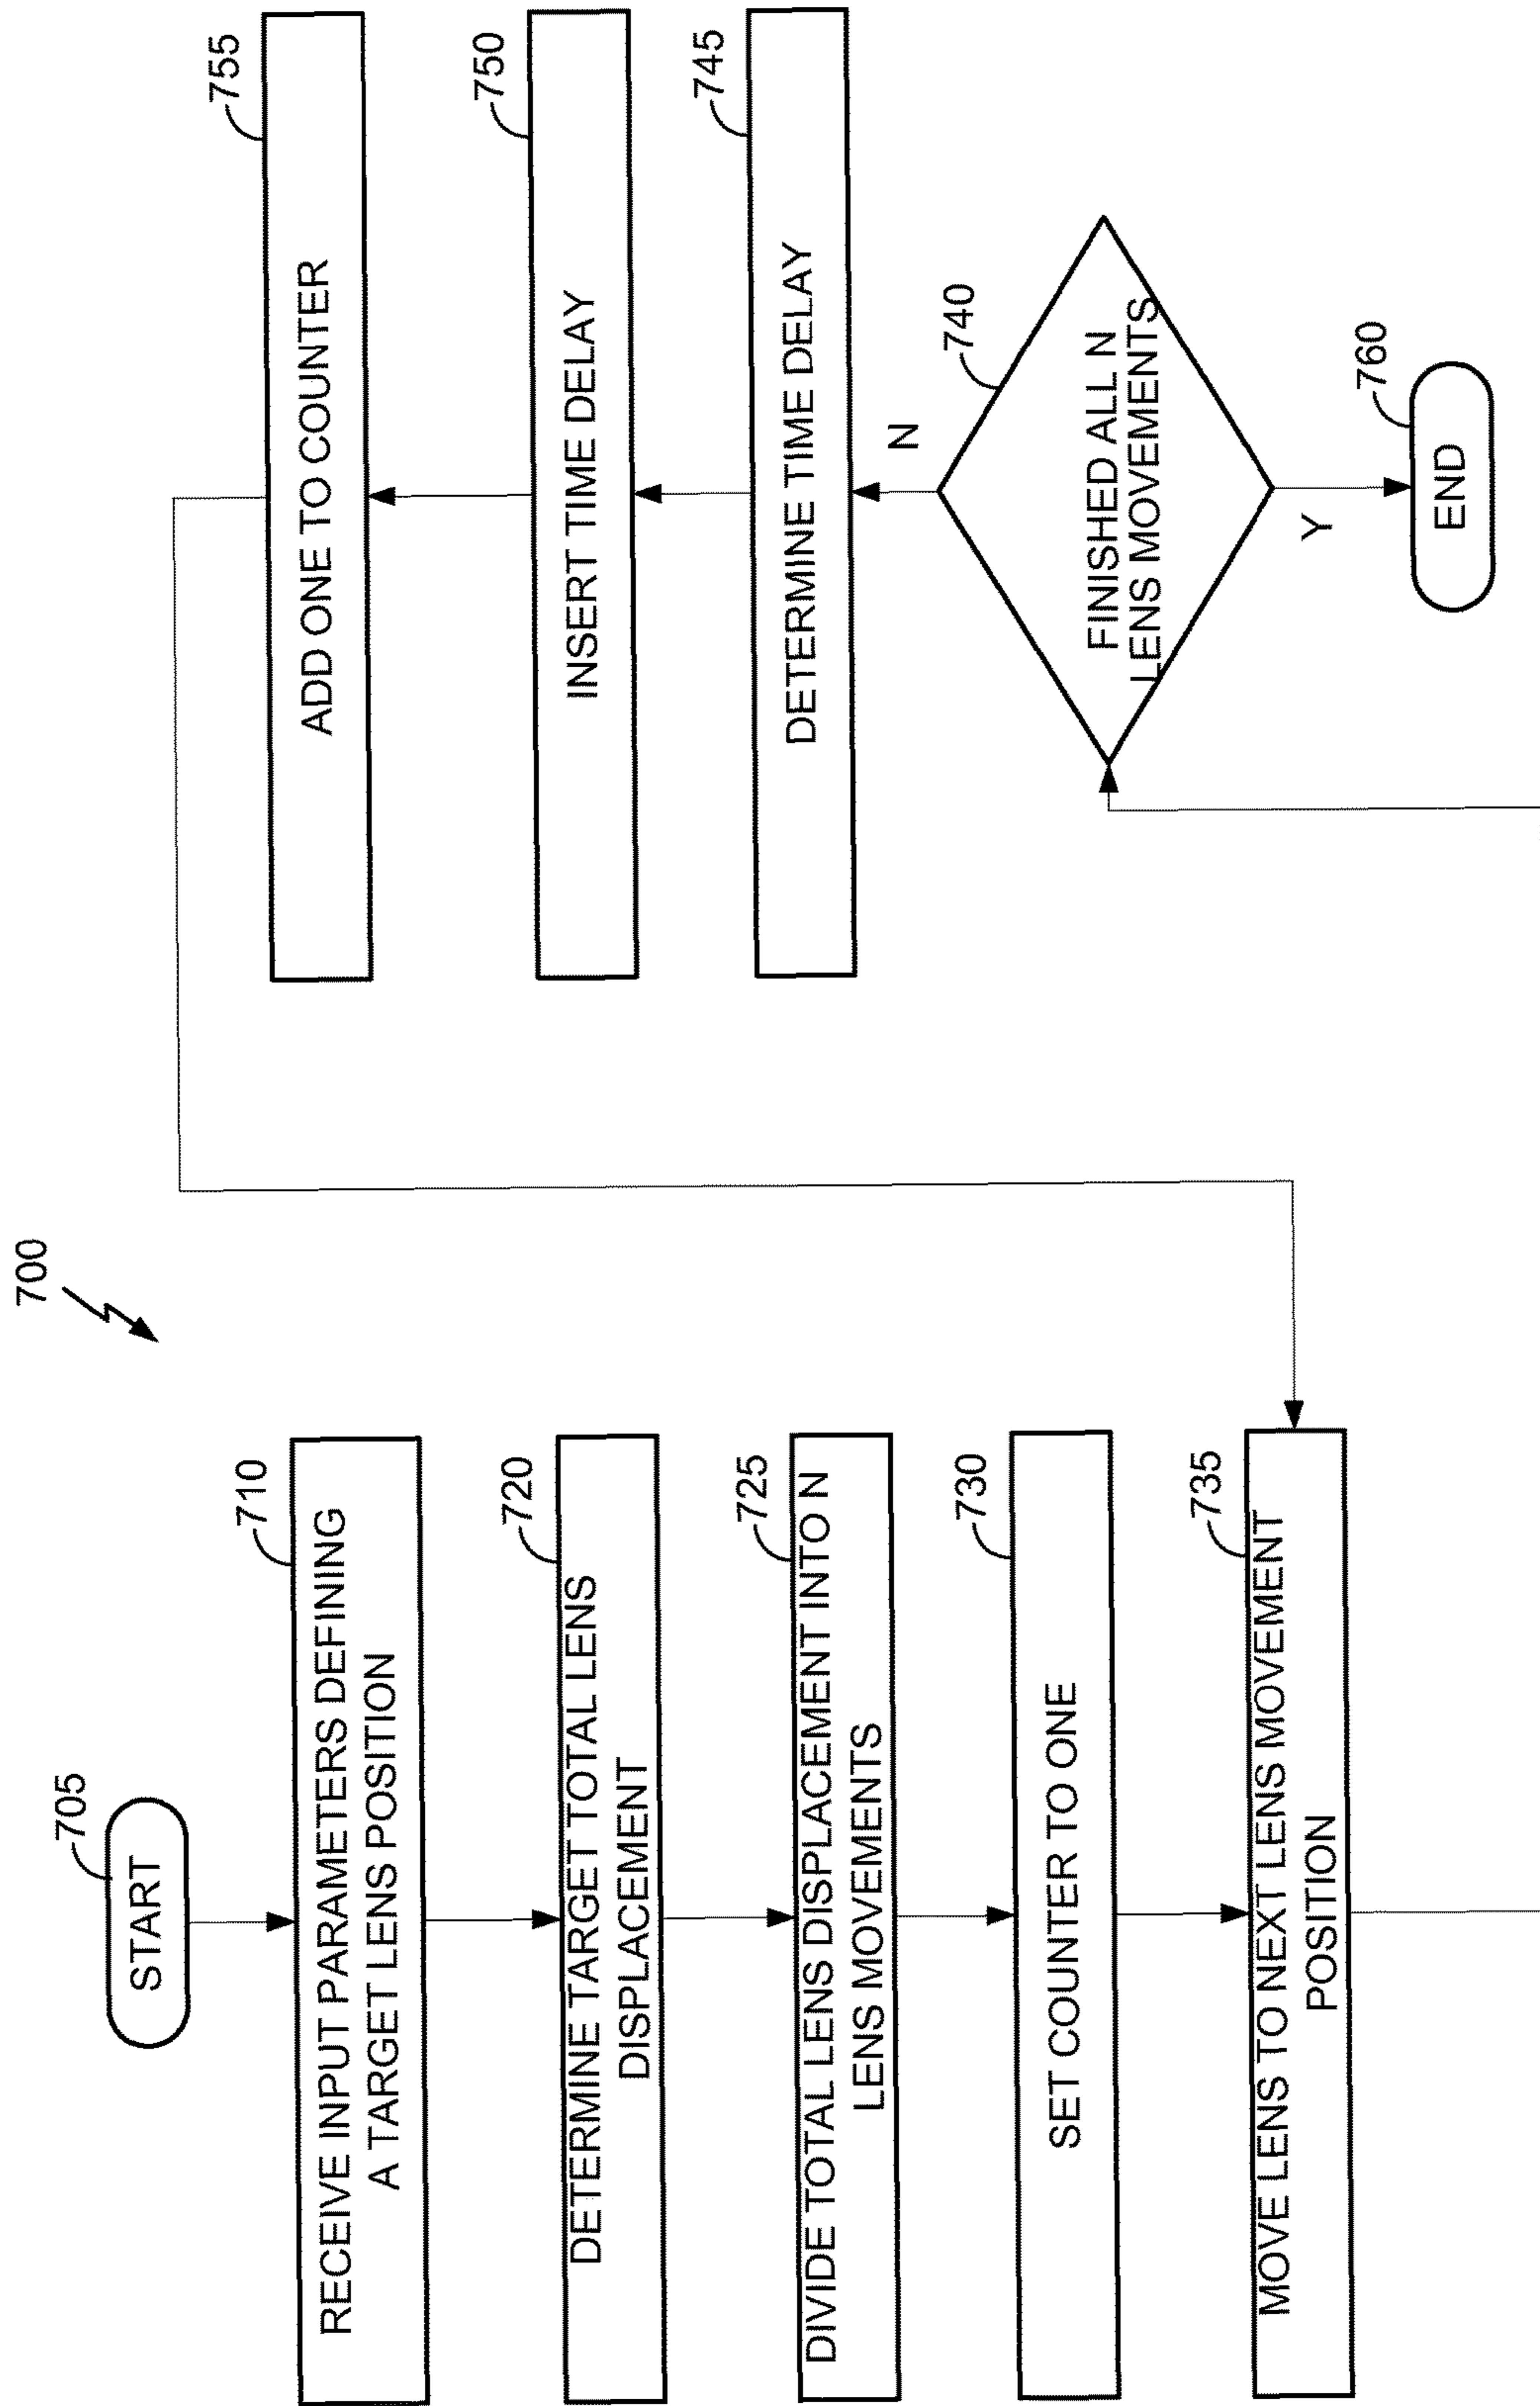 700
705
START
710
RECEIVE INPUT PARAMETERS DEFINING
A TARGET LENS POSITION
720
DETERMINE TARGET TOTAL LENS
DISPLACEMENT
725
DIVIDE TOTAL LENS DISPLACEMENT INTO N
LENS MOVEMENTS
730
SET COUNTER TO ONE
735
MOVE LENS TO NEXT LENS MOVEMENT
POSITION
755
ADD ONE TO COUNTER
750
INSERT TIME DELAY
745
DETERMINE TIME DELAY
N
740
FINISHED ALL N
LENS MOVEMENTS
Y
760
END